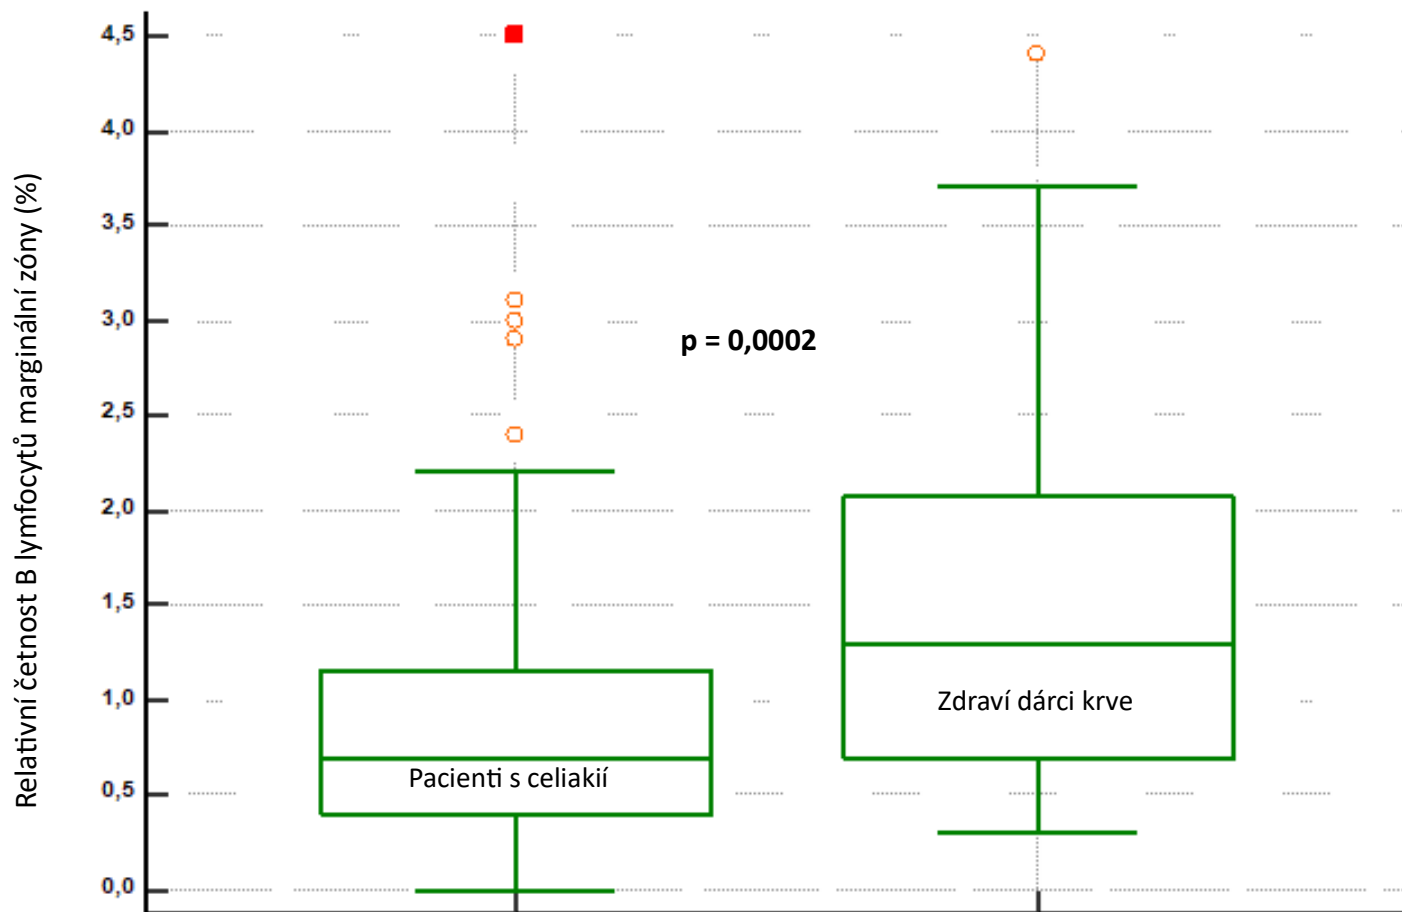 Relativní četnost B lymfocytů marginální zóny (%)
4,5
4,0
3,5
3,0
2,5
2,0
1,5
1,0
0,5
0,0
p = 0,0002
Zdraví dárci krve
Pacienti s celiakií